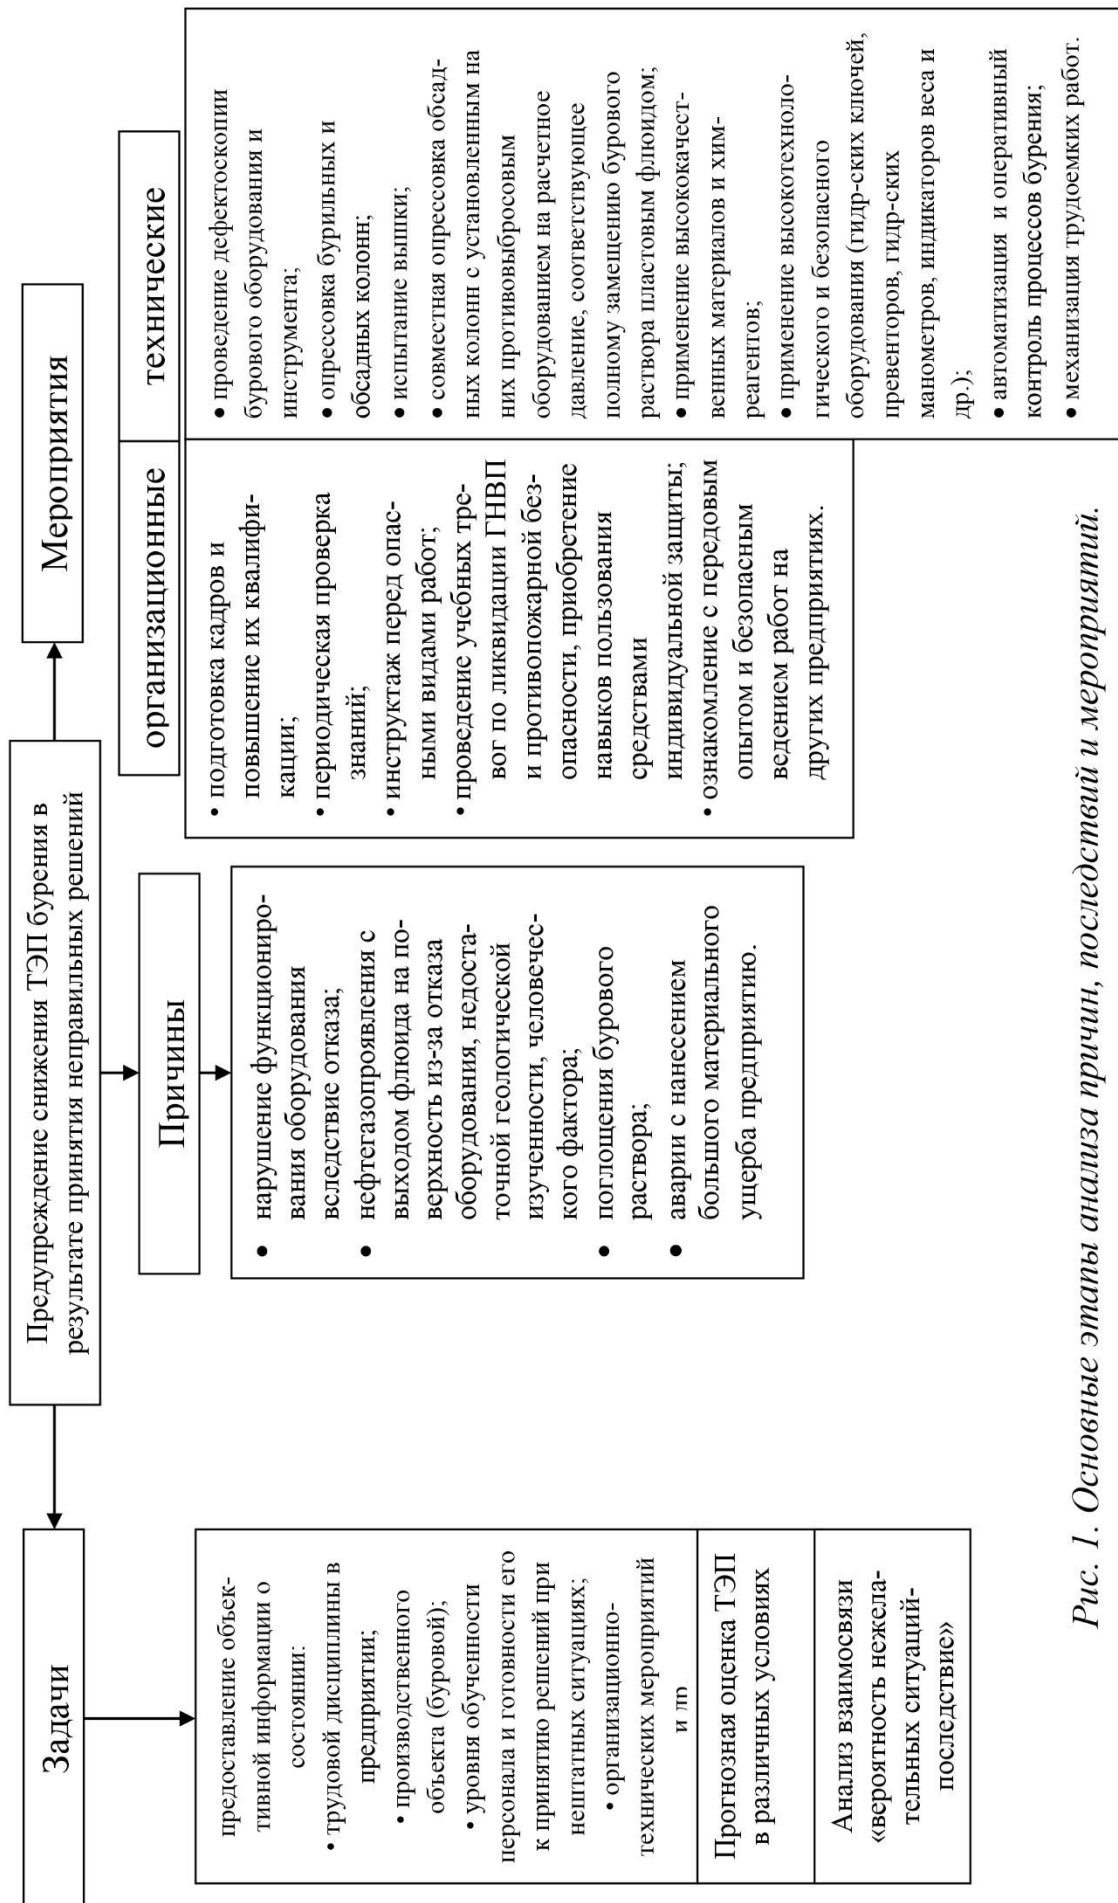 Предупреждение снижения ТЭП бурения в
результате принятия неправильных решений
Задачи
предоставление объек-
тивной информации о
состоянии:
• трудовой дисциплины в
предприятии;
• производственного
объекта (буровой);
• уровня обученности
персонала и готовности его
к принятию решений при
нештатных ситуациях;
• организационно-
технических мероприятий
и
Прогнозная оценка ТЭП
в различных условиях
Анализ взаимосвязи
«вероятность нежела-
тельных ситуаций-
последствие»
Причины
• нарушение функциониро-
вания оборудования
вследствие отказа;
• нефтегазопроявления с
выходом флюида на по-
верхность из-за отказа
оборудования, недоста-
точной геологической
изученности, человечес-
кого фактора;
• поглощения бурового
раствора;
• аварии с нанесением
большого материального
ущерба предприятию.
Мероприятия
организационные
• подготовка кадров и
повышение их квалифи-
кации;
• периодическая проверка
знаний;
• инструктаж перед опас-
ными видами работ;
• проведение учебных тре-
вог по ликвидации ГНВП
и противопожарной без-
опасности, приобретение
навыков пользования
средствами
индивидуальной защиты;
• ознакомление с передовым
опытом и безопасным
ведением работ на
других предприятиях.
технические
• проведение дефектоскопии
бурового оборудования и
инструмента;
• опрессовка бурильных и
обсадных колонн;
• испытание вышки;
• совместная опрессовка обсад-
ных колонн с установленным на
них противовыбросовым
оборудованием на расчетное
давление, соответствующее
полному замещению бурового
раствора пластовым флюидом;
• применение высококачест-
венных материалов и хим-
реагентов;
• применение высокотехноло-
гического и безопасного
оборудования (гидр-ских ключей,
превенторов, гидр-ских
манометров, индикаторов веса и
др.);
• автоматизация и оперативный
контроль процессов бурения;
• механизация трудоемких работ.
Рис. 1. Основные этапы анализа причин, последствий и мероприятий.